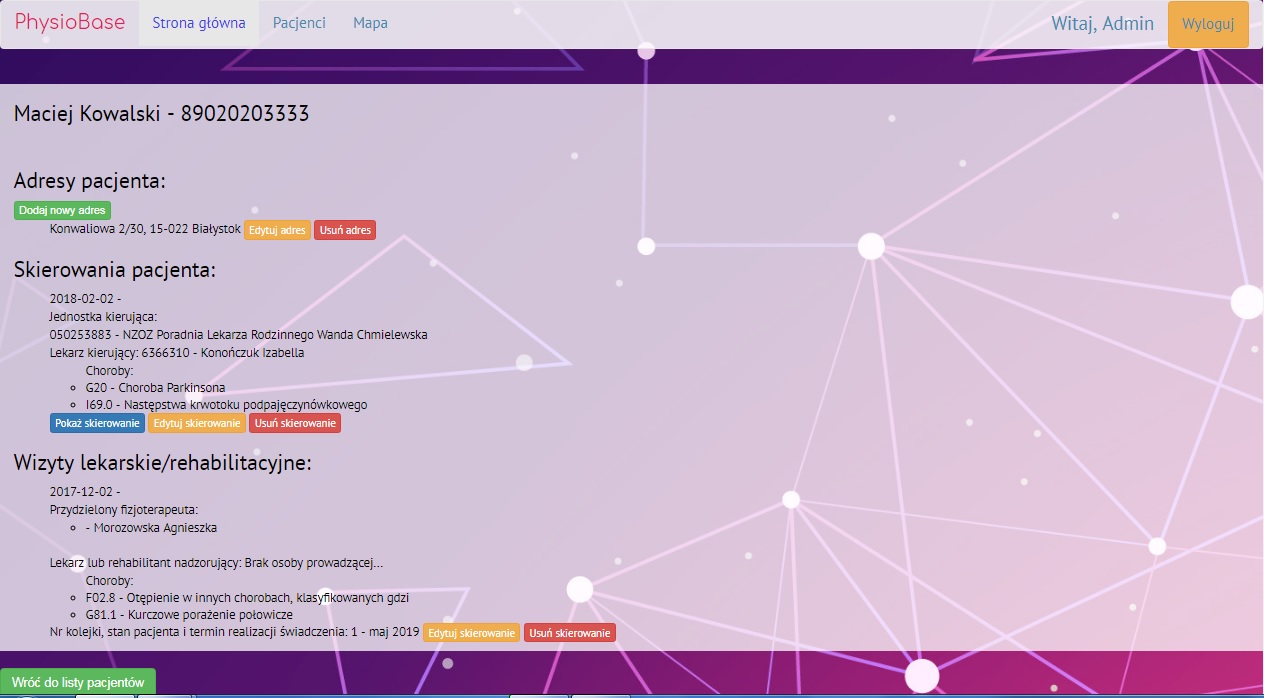 PhysioBase Strona główna Pacjenci Mapa Witaj, Admin Wyloguj
Maciej Kowalski - 89020203333
Adresy pacjenta:
Dodaj nowy adres
Konwaliowa 2/30, 15-022 Białystok Edytuj adres Usuń adres
Skierowania pacjenta:
2018-02-02 -
Jednostka kierująca:
050253883 - NZOZ Poradnia Lekarza Rodzinnego Wanda Chmielewska
Lekarz kierujący: 6366310 - Konończuk Izabella
Choroby:
G20 - Choroba Parkinsona
I69.0 - Następstwa krwotoku podpajęczynówkowego
Pokaż skierowanie Edytuj skierowanie Usuń skierowanie
Wizyty lekarskie/rehabilitacyjne:
2017-12-02 -
Przydzielony fizjoterapeuta:
- Morozowska Agnieszka
Lekarz lub rehabilitant nadzorujący: Brak osoby prowadzącej...
Choroby:
F02.8 - Otępienie w innych chorobach, klasyfikowanych gdzi
G81.1 - Kurczowe porażenie połowicze
Nr kolejki, stan pacjenta i termin realizacji świadczenia: 1 - maj 2019 Edytuj skierowanie Usuń skierowanie
Wróć do listy pacjentów